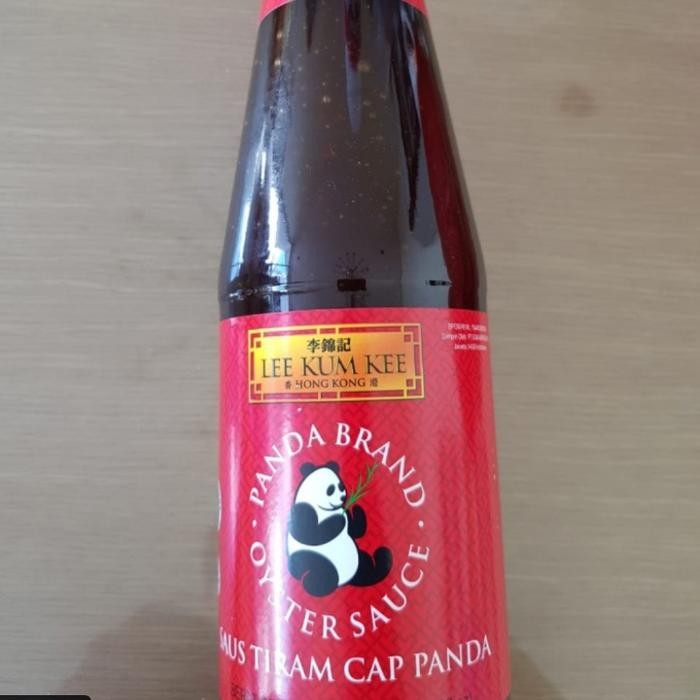 李錦記
LEE KUM KEE
香 HONG KONG 港
PANDA BRAND
OYSTER SAUCE
SAUS TIRAM CAP PANDA